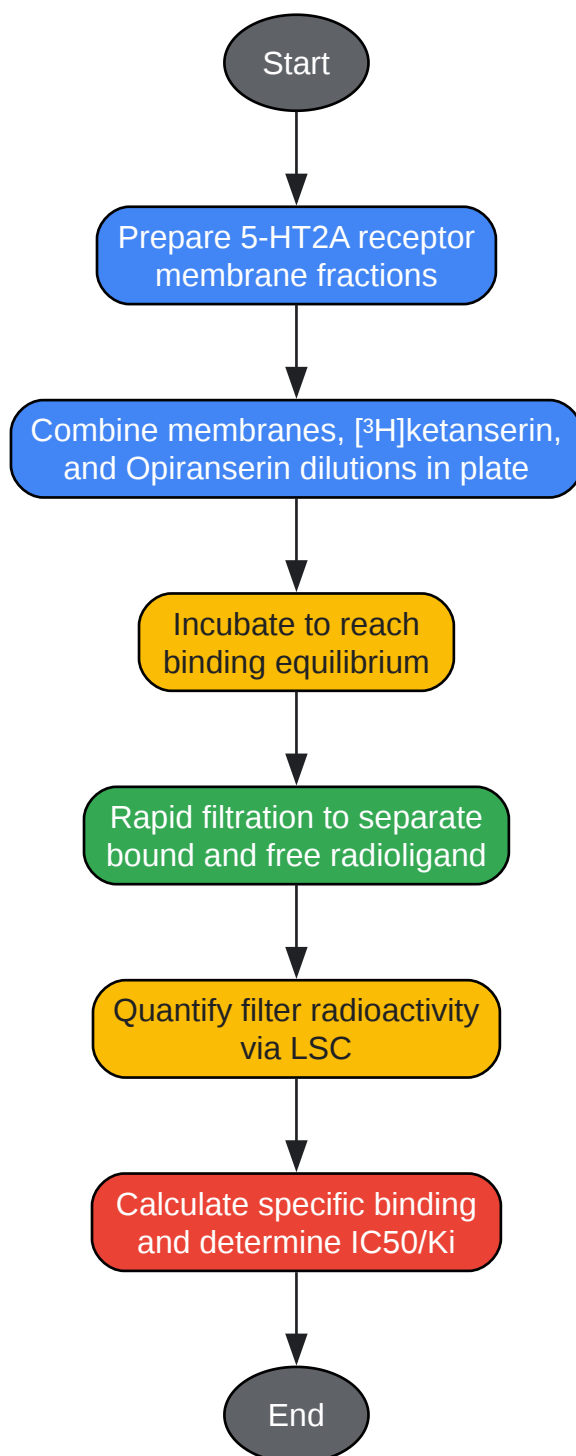 Start
Prepare 5-HT2A receptor
membrane fractions
Combine membranes, [³H]ketanserin,
and Opiranserin dilutions in plate
Incubate to reach
binding equilibrium
Rapid filtration to separate
bound and free radioligand
Quantify filter radioactivity
via LSC
Calculate specific binding
and determine IC50/Ki
End